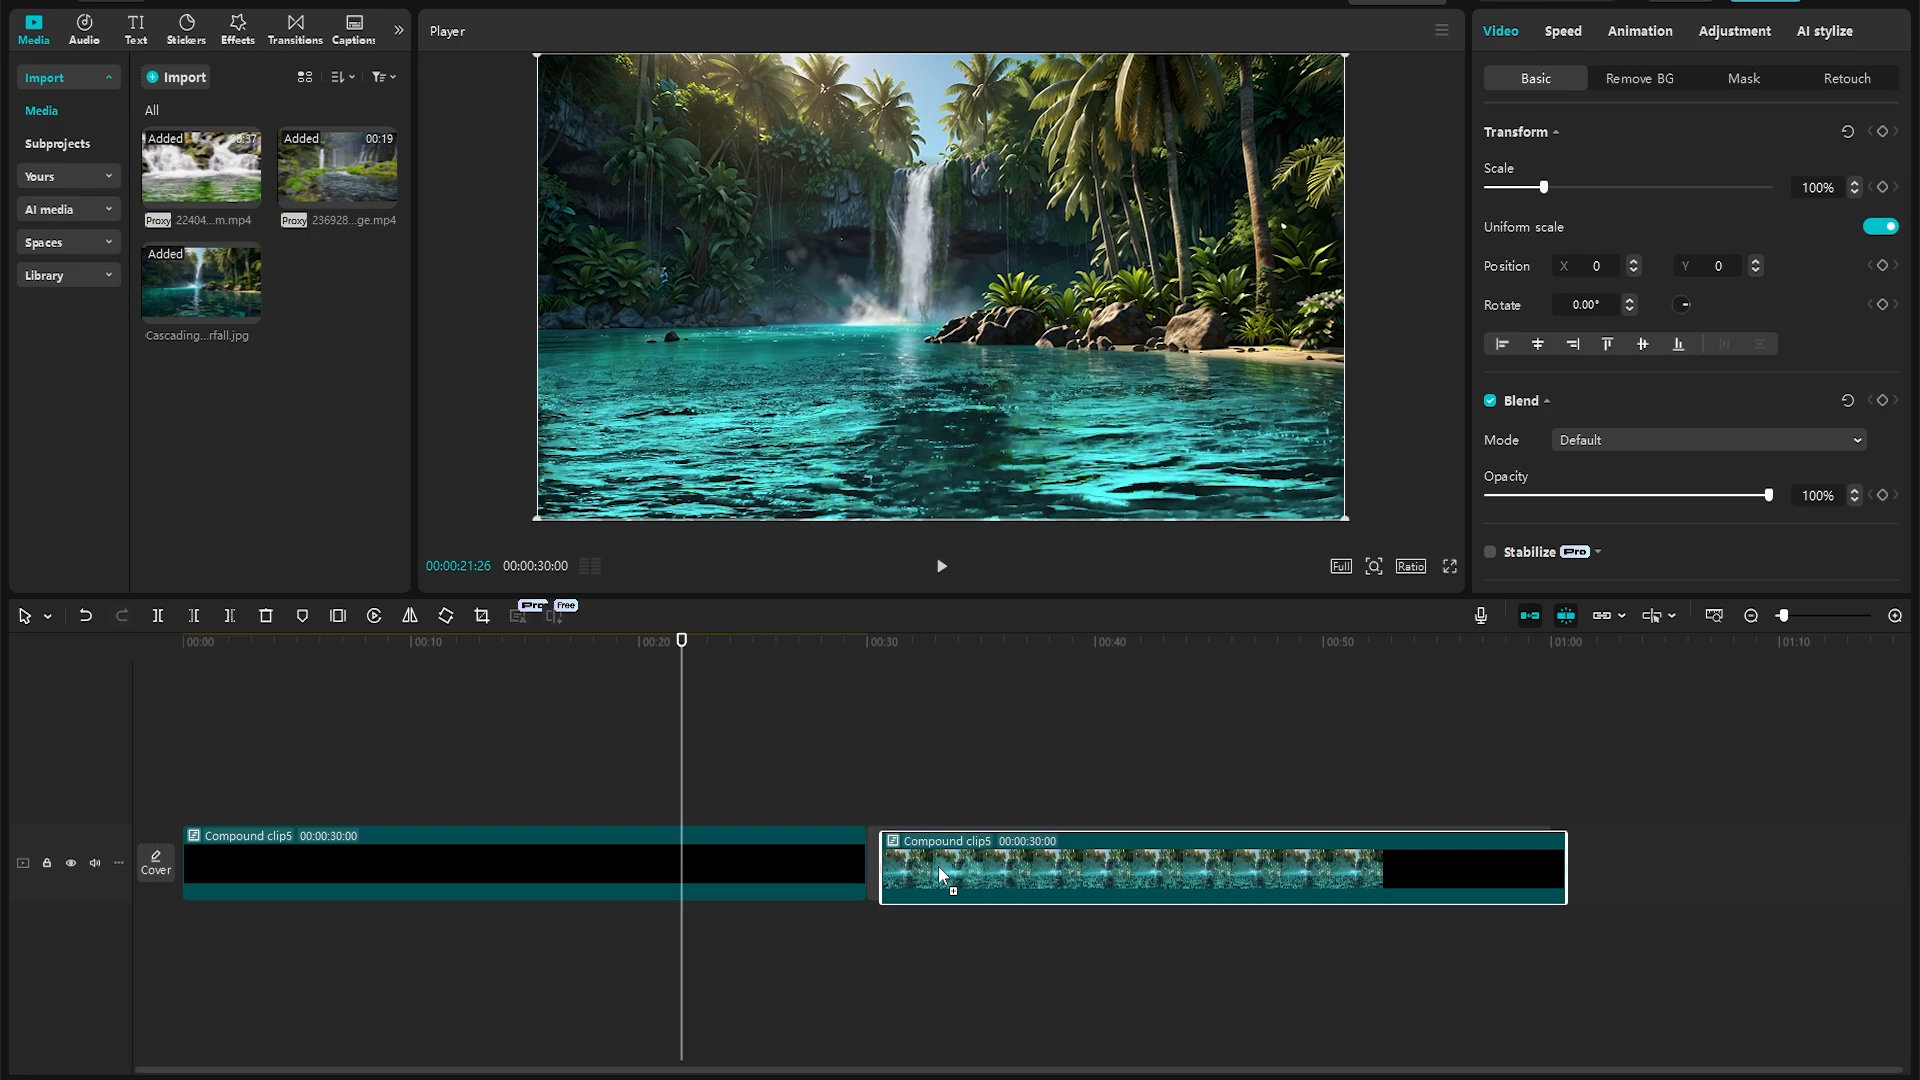 Media
Audio
Text
Stickers
Effects
Transitions
Captions
Import
Media
Subprojects
Yours
AI media
Spaces
Library
Import
All
Added 00:37
Added 00:19
Proxy 22404...m.mp4
Proxy 236928...ge.mp4
Added
Cascading...rfall.jpg
Player
00:00:21:26 00:00:30:00
Full
Ratio
Video Speed Animation Adjustment AI stylize
Basic Remove BG Mask Retouch
Transform
Scale
100%
Uniform scale
Position X 0 Y 0
Rotate 0.00°
Blend
Mode Default
Opacity
100%
Stabilize Pro
Pro Free
00:00 00:10 00:20 00:30 00:40 00:50 01:00 01:10
Cover
Compound clip5 00:00:30:00
Compound clip5 00:00:30:00